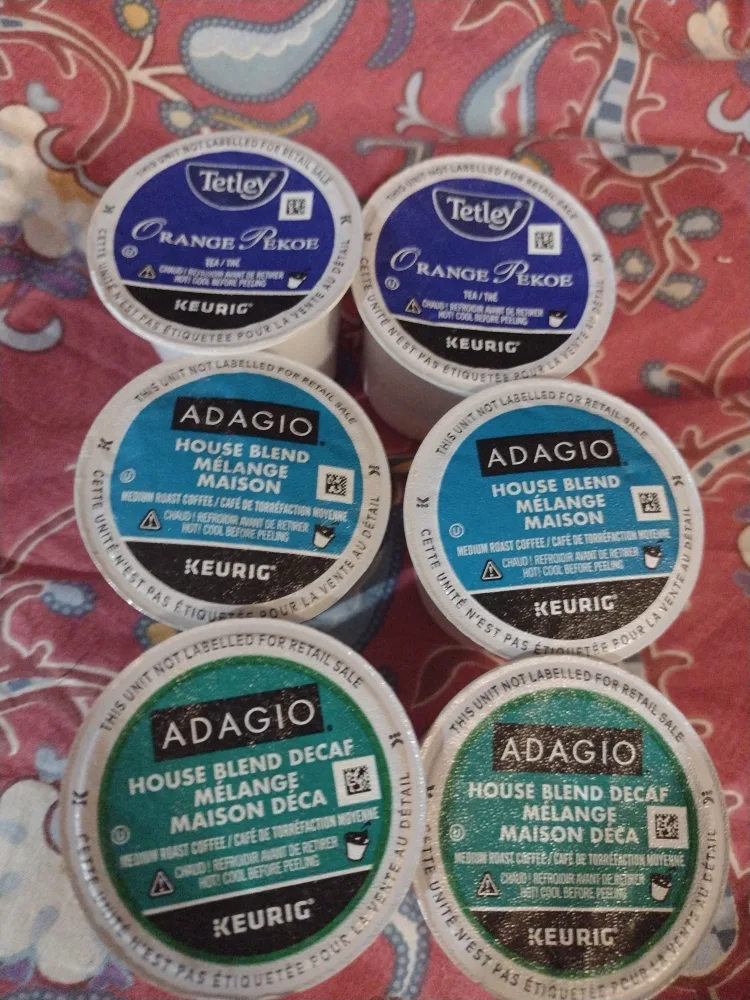 THIS UNIT NOT LABELLED FOR RETAIL SALE
Tetley
ORANGE PEKOE
TEA / THÉ
CHAUD! REFROIDIR AVANT DE RETIRER
HOT! COOL BEFORE PEELING
KEURIG
CETTE UNITÉ N'EST PAS ÉTIQUETÉE POUR LA VENTE AU DÉTAIL
THIS UNIT NOT LABELLED FOR RETAIL SALE
Tetley
ORANGE PEKOE
TEA / THÉ
CHAUD! REFROIDIR AVANT DE RETIRER
HOT! COOL BEFORE PEELING
KEURIG
CETTE UNITÉ N'EST PAS ÉTIQUETÉE POUR LA VENTE AU DÉTAIL
THIS UNIT NOT LABELLED FOR RETAIL SALE
ADAGIO
HOUSE BLEND
MÉLANGE
MAISON
MEDIUM ROAST COFFEE / CAFÉ DE TORRÉFACTION MOYENNE
CHAUD! REFROIDIR AVANT DE RETIRER
HOT! COOL BEFORE PEELING
KEURIG
CETTE UNITÉ N'EST PAS ÉTIQUETÉE POUR LA VENTE AU DÉTAIL
THIS UNIT NOT LABELLED FOR RETAIL SALE
ADAGIO
HOUSE BLEND
MÉLANGE
MAISON
MEDIUM ROAST COFFEE / CAFÉ DE TORRÉFACTION MOYENNE
CHAUD! REFROIDIR AVANT DE RETIRER
HOT! COOL BEFORE PEELING
KEURIG
CETTE UNITÉ N'EST PAS ÉTIQUETÉE POUR LA VENTE AU DÉTAIL
THIS UNIT NOT LABELLED FOR RETAIL SALE
ADAGIO
HOUSE BLEND DECAF
MÉLANGE
MAISON DÉCA
MEDIUM ROAST COFFEE / CAFÉ DE TORRÉFACTION MOYENNE
CHAUD! REFROIDIR AVANT DE RETIRER
HOT! COOL BEFORE PEELING
KEURIG
CETTE UNITÉ N'EST PAS ÉTIQUETÉE POUR LA VENTE AU DÉTAIL
THIS UNIT NOT LABELLED FOR RETAIL SALE
ADAGIO
HOUSE BLEND DECAF
MÉLANGE
MAISON DÉCA
MEDIUM ROAST COFFEE / CAFÉ DE TORRÉFACTION MOYENNE
CHAUD! REFROIDIR AVANT DE RETIRER
HOT! COOL BEFORE PEELING
KEURIG
CETTE UNITÉ N'EST PAS ÉTIQUETÉE POUR LA VENTE AU DÉTAIL